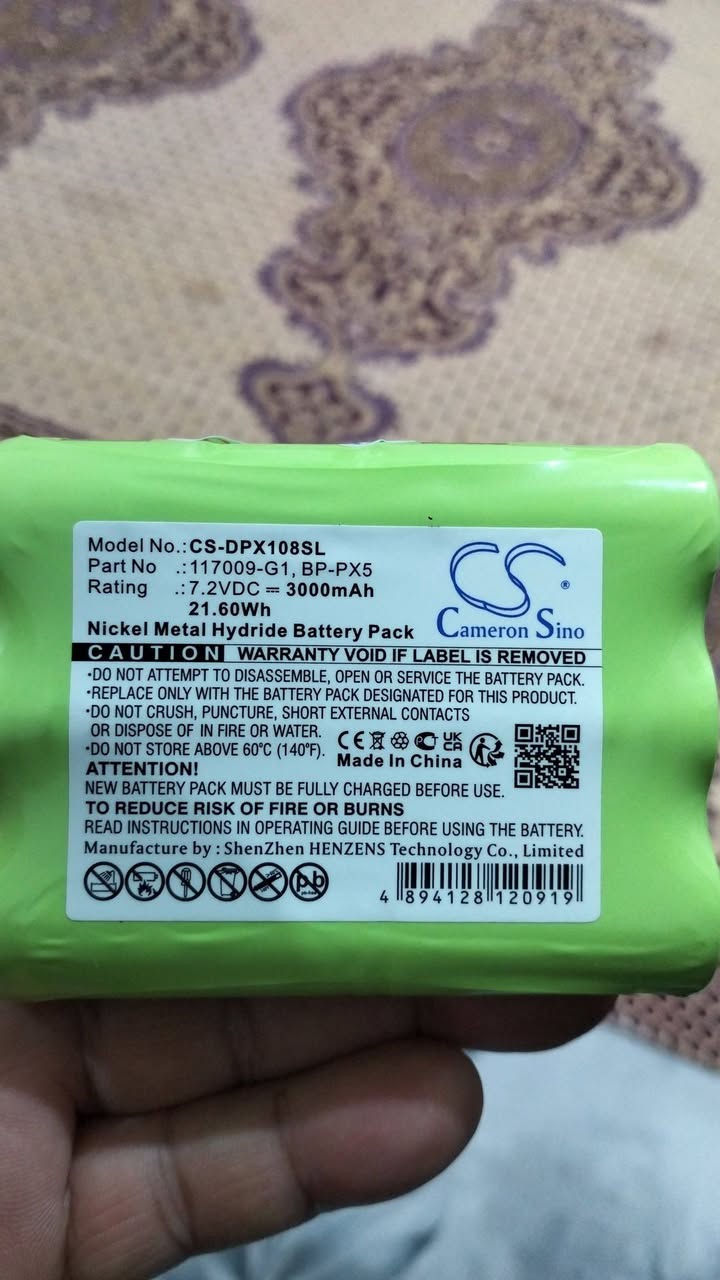 Model No.: CS-DPX108SL
Part No .: 117009-G1, BP-PX5
Rating .: 7.2VDC ⎓ 3000mAh
21.60Wh
Nickel Metal Hydride Battery Pack
CS ®
Cameron Sino
CAUTION WARRANTY VOID IF LABEL IS REMOVED
·DO NOT ATTEMPT TO DISASSEMBLE, OPEN OR SERVICE THE BATTERY PACK.
·REPLACE ONLY WITH THE BATTERY PACK DESIGNATED FOR THIS PRODUCT.
·DO NOT CRUSH, PUNCTURE, SHORT EXTERNAL CONTACTS
OR DISPOSE OF IN FIRE OR WATER.
·DO NOT STORE ABOVE 60°C (140°F).
CE UK CA
Made In China
ATTENTION!
NEW BATTERY PACK MUST BE FULLY CHARGED BEFORE USE.
TO REDUCE RISK OF FIRE OR BURNS
READ INSTRUCTIONS IN OPERATING GUIDE BEFORE USING THE BATTERY.
Manufacture by : ShenZhen HENZENS Technology Co., Limited
4 894128 120919